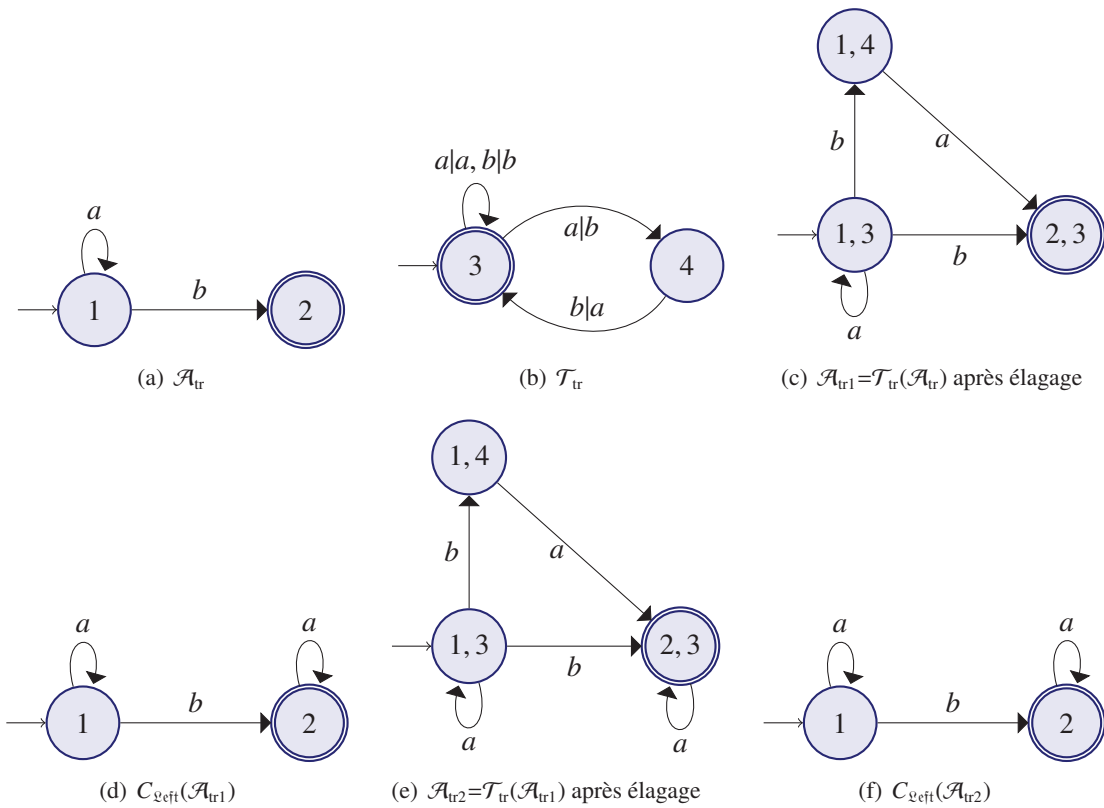 1, 4
a
b
a
b
1
2
a|a, b|b
a|b
3
4
b|a
1, 3
b
2, 3
a
(a) 𝒜tr
(b) 𝒯tr
(c) 𝒜tr1=𝒯tr(𝒜tr) après élagage
1, 4
b
a
a
a
1
b
2
1, 3
b
2, 3
a
a
a
a
1
b
2
(d) C𝔏𝔢𝔣𝔱(𝒜tr1)
(e) 𝒜tr2=𝒯tr(𝒜tr1) après élagage
(f) C𝔏𝔢𝔣𝔱(𝒜tr2)